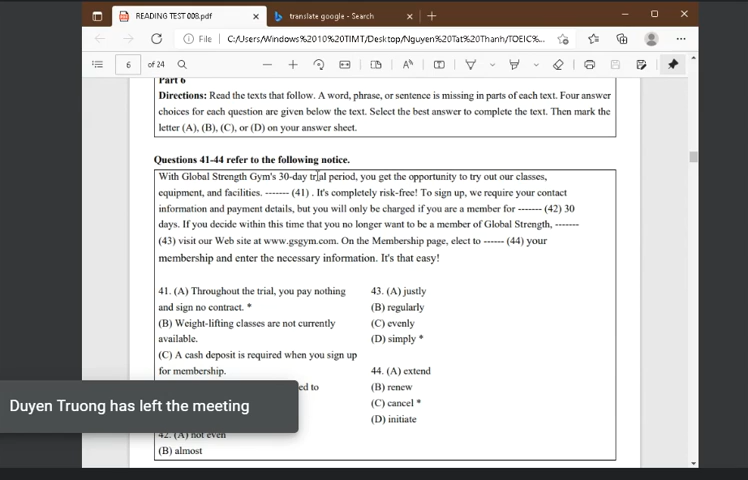 READING TEST 008.pdf
translate google - Search
File
C:/Users/Windows%2010%20TIMT/Desktop/Nguyen%20Tat%20Thanh/TOEIC%...
6 of 24
Part 6
Directions: Read the texts that follow. A word, phrase, or sentence is missing in parts of each text. Four answer
choices for each question are given below the text. Select the best answer to complete the text. Then mark the
letter (A), (B), (C), or (D) on your answer sheet.
Questions 41-44 refer to the following notice.
With Global Strength Gym's 30-day trial period, you get the opportunity to try out our classes,
equipment, and facilities. ------- (41) . It's completely risk-free! To sign up, we require your contact
information and payment details, but you will only be charged if you are a member for ------- (42) 30
days. If you decide within this time that you no longer want to be a member of Global Strength, -------
(43) visit our Web site at www.gsgym.com. On the Membership page, elect to ------ (44) your
membership and enter the necessary information. It's that easy!
41. (A) Throughout the trial, you pay nothing
and sign no contract. *
(B) Weight-lifting classes are not currently
available.
(C) A cash deposit is required when you sign up
for membership.
ed to
42. (A) not even
(B) almost
43. (A) justly
(B) regularly
(C) evenly
(D) simply *
44. (A) extend
(B) renew
(C) cancel *
(D) initiate
Duyen Truong has left the meeting